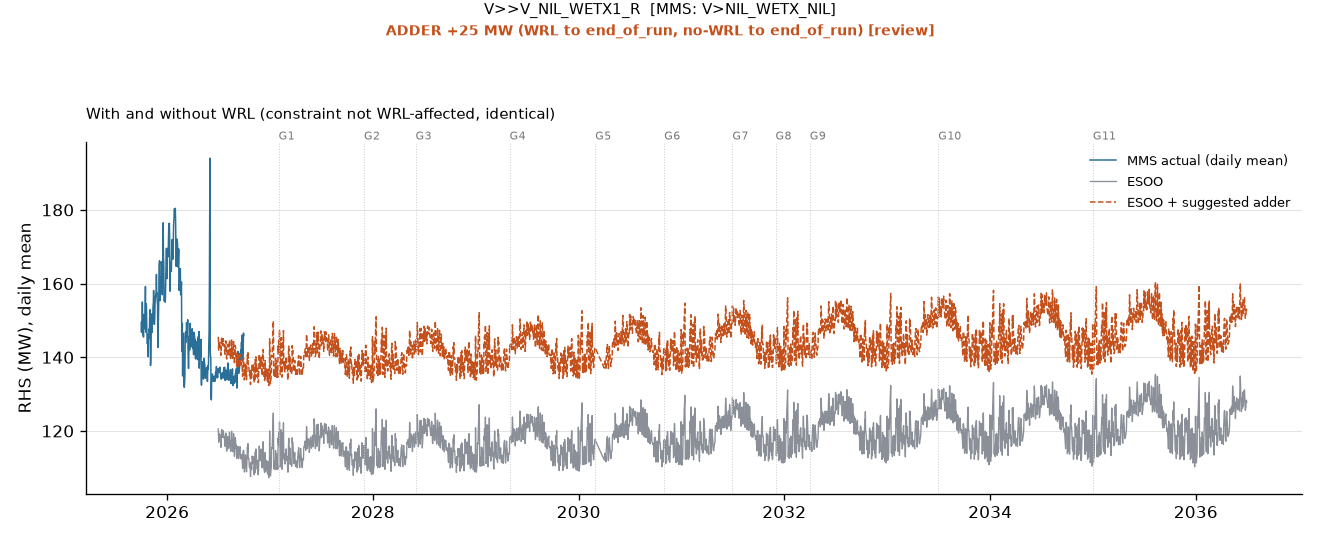 V>>V_NIL_WETX1_R  [MMS: V>NIL_WETX_NIL]
ADDER +25 MW (WRL to end_of_run, no-WRL to end_of_run) [review]
With and without WRL (constraint not WRL-affected, identical)
G1 G2 G3 G4 G5 G6 G7 G8 G9 G10 G11
MMS actual (daily mean)
ESOO
ESOO + suggested adder
RHS (MW), daily mean
180
160
140
120
2026 2028 2030 2032 2034 2036